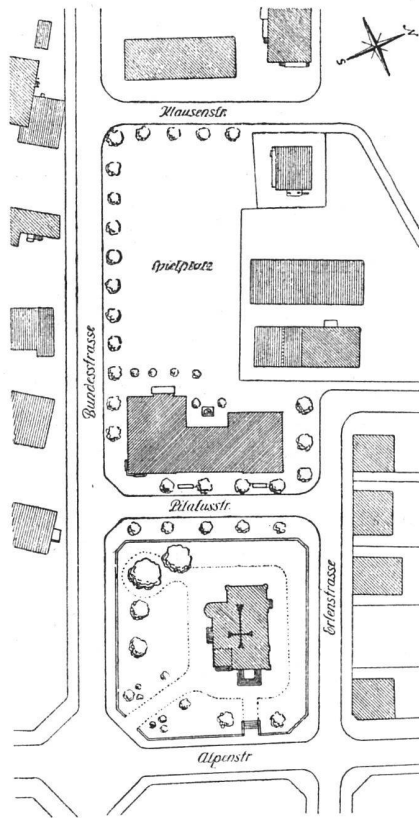 S N
Klausenstr.
Spielplatz
Bundesstrasse
Pilatusstr.
Erlenstrasse
Alpenstr